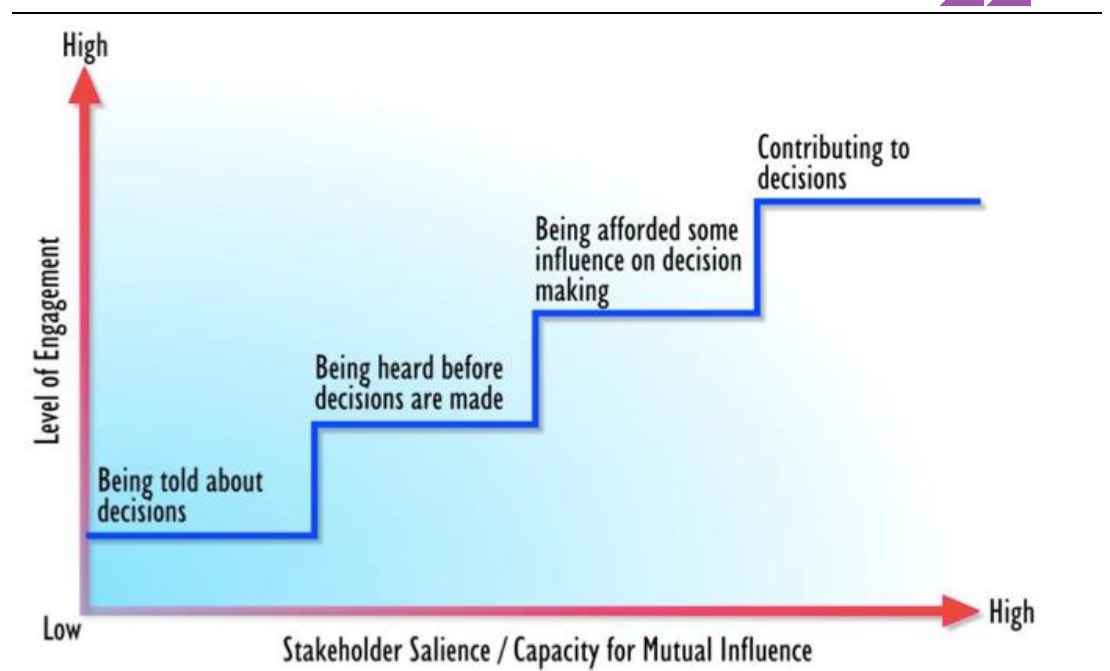 High
Contributing to
decisions
Being afforded some
influence on decision
making
Level of Engagement
Being heard before
decisions are made
Being told about
decisions
Low
High
Stakeholder Salience / Capacity for Mutual Influence